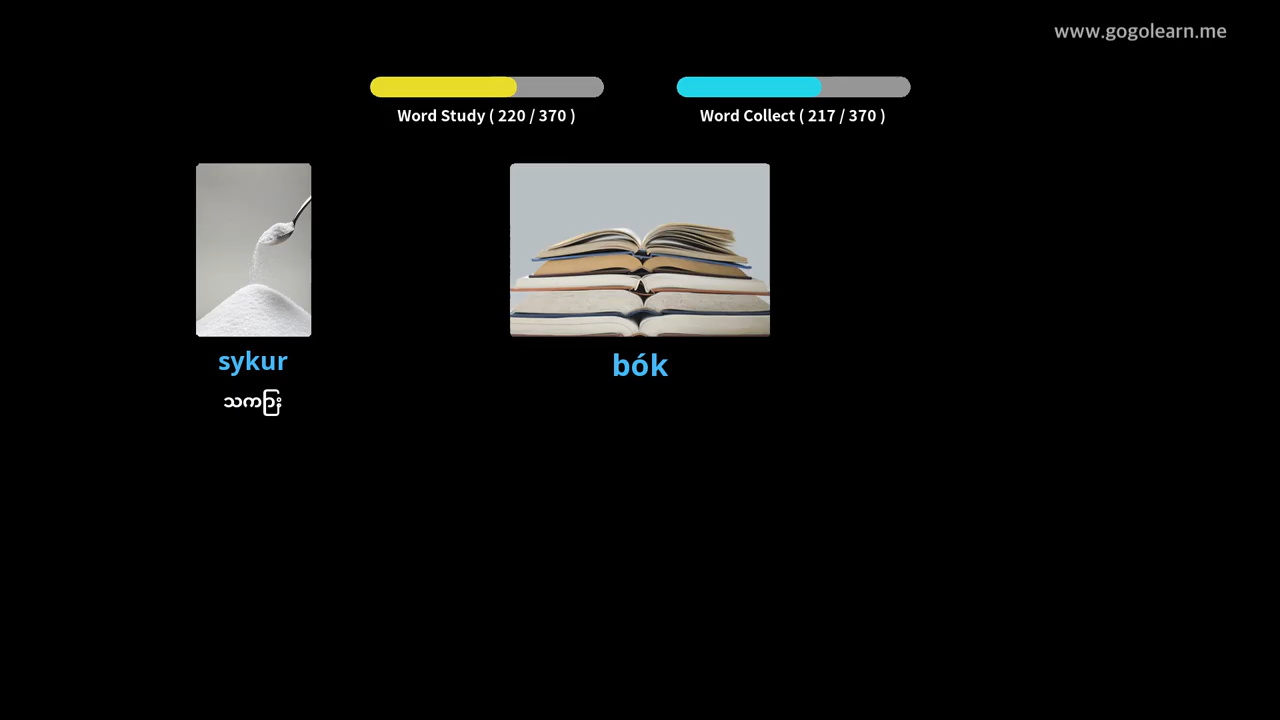 www.gogolearn.me
Word Study ( 220 / 370 )
Word Collect ( 217 / 370 )
sykur
bók
သကြား